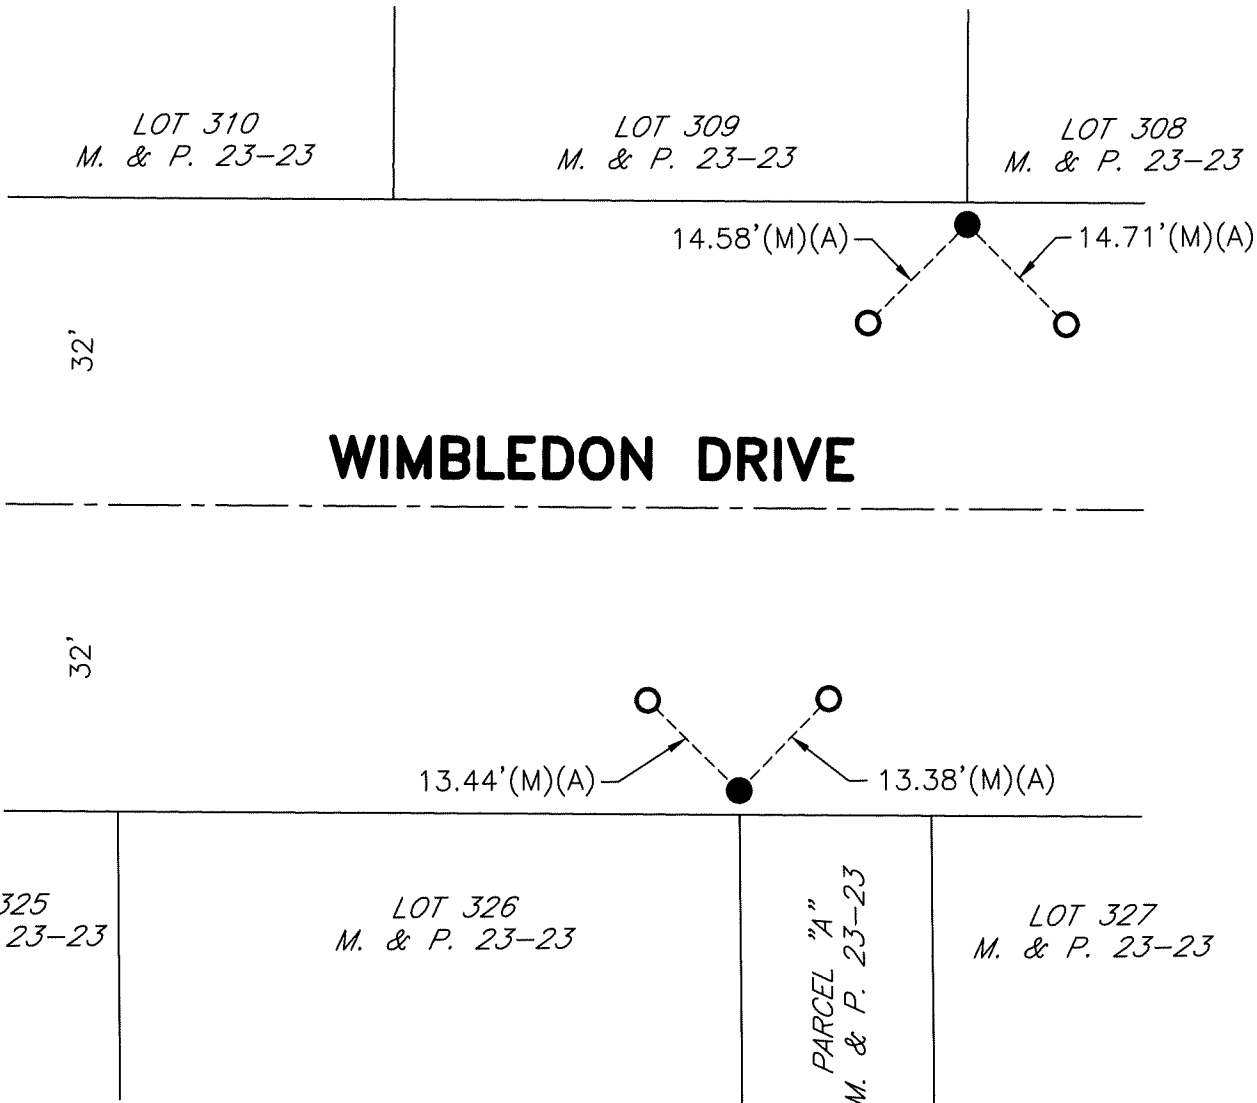 LOT 310
M. & P. 23-23
LOT 309
M. & P. 23-23
LOT 308
M. & P. 23-23
14.58'(M)(A)
14.71'(M)(A)
32'
WIMBLEDON DRIVE
32'
13.44'(M)(A)
13.38'(M)(A)
325
23-23
LOT 326
M. & P. 23-23
PARCEL "A"
M. & P. 23-23
LOT 327
M. & P. 23-23